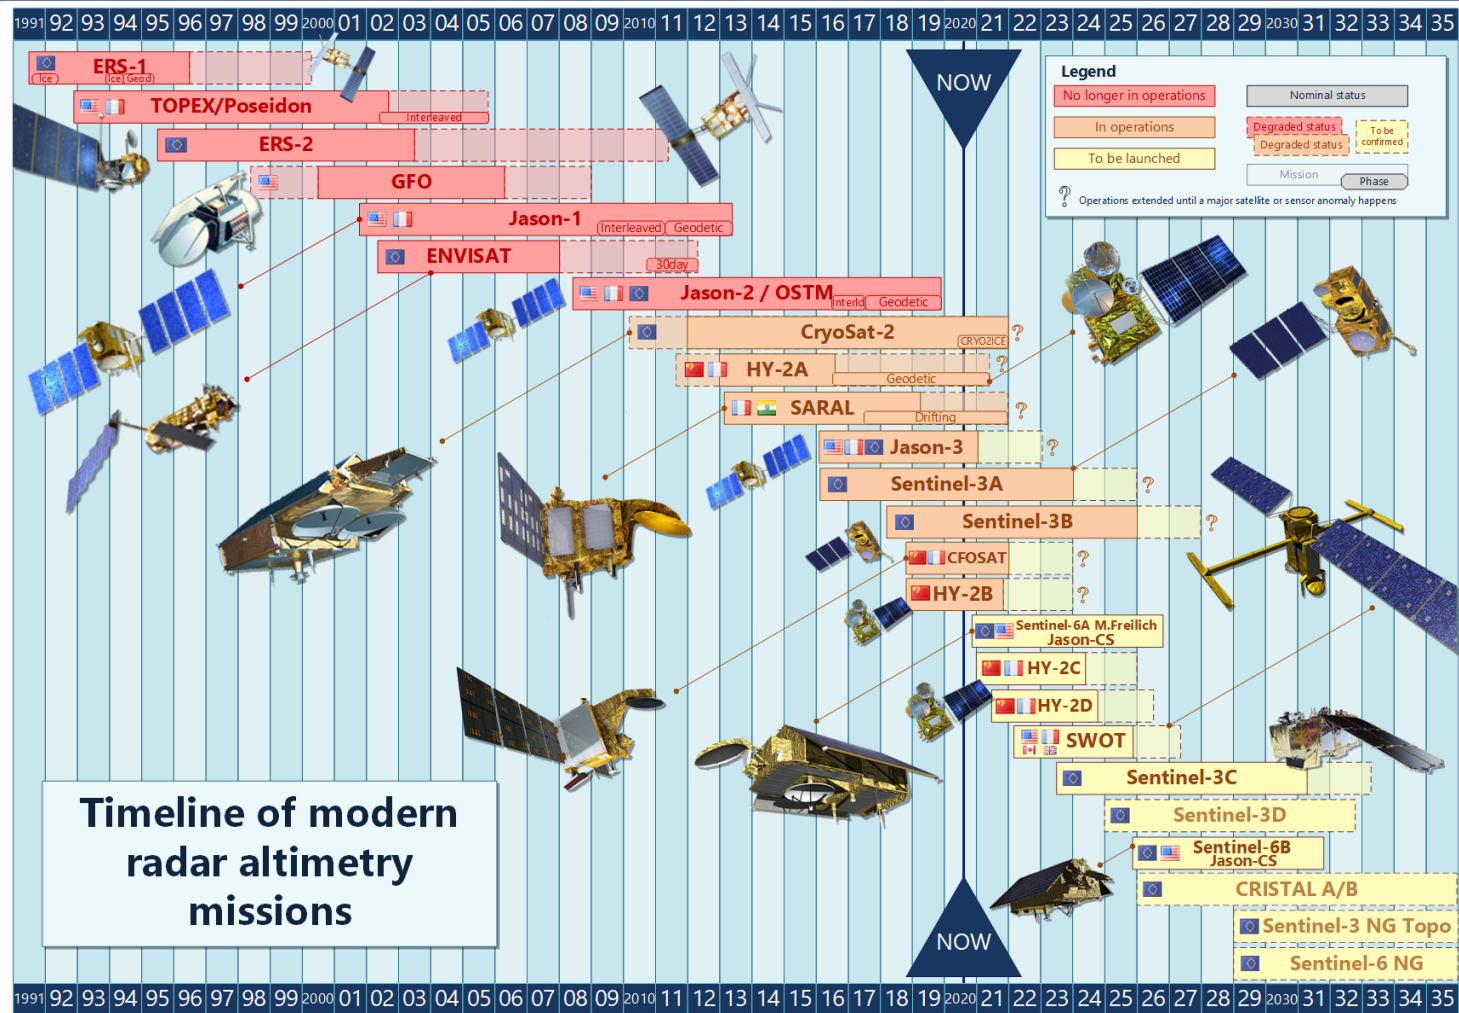 1991 92 93 94 95 96 97 98 99 2000 01 02 03 04 05 06 07 08 09 2010 11 12 13 14 15 16 17 18 19 2020 21 22 23 24 25 26 27 28 29 2030 31 32 33 34 35
ERS-1
Ice Ice Geod
TOPEX/Poseidon
Interleaved
ERS-2
GFO
Jason-1
Interleaved Geodetic
ENVISAT
30day
Jason-2 / OSTM
Interld Geodetic
CryoSat-2
CRYO2ICE
?
HY-2A
Geodetic
?
SARAL
Drifting
?
Jason-3
?
Sentinel-3A
?
Sentinel-3B
?
CFOSAT
?
HY-2B
?
Sentinel-6A M.Freilich
Jason-CS
HY-2C
HY-2D
SWOT
Sentinel-3C
Sentinel-3D
Sentinel-6B
Jason-CS
CRISTAL A/B
Sentinel-3 NG Topo
Sentinel-6 NG
NOW
NOW
Legend
No longer in operations
In operations
To be launched
Nominal status
Degraded status
Degraded status
To be
confirmed
Mission
Phase
? Operations extended until a major satellite or sensor anomaly happens
Timeline of modern
radar altimetry
missions
1991 92 93 94 95 96 97 98 99 2000 01 02 03 04 05 06 07 08 09 2010 11 12 13 14 15 16 17 18 19 2020 21 22 23 24 25 26 27 28 29 2030 31 32 33 34 35